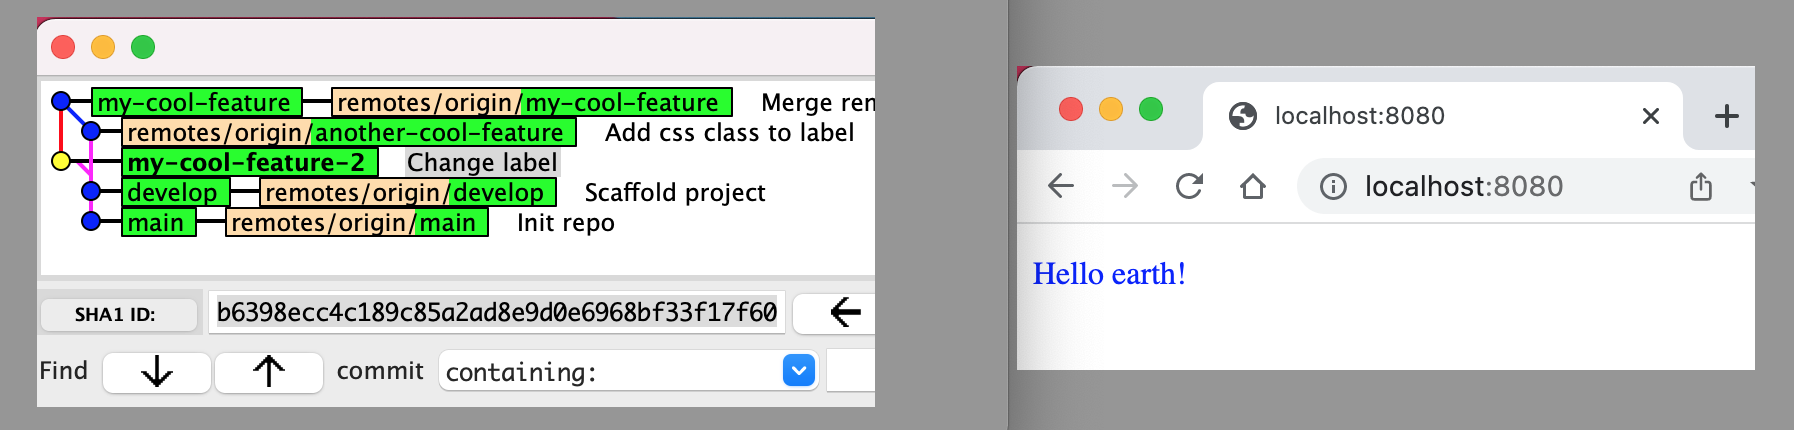 my-cool-feature remotes/origin/my-cool-feature Merge ren
remotes/origin/another-cool-feature Add css class to label
my-cool-feature-2 Change label
develop remotes/origin/develop Scaffold project
main remotes/origin/main Init repo
SHA1 ID: b6398ecc4c189c85a2ad8e9d0e6968bf33f17f60
Find commit containing:
localhost:8080
localhost:8080
Hello earth!